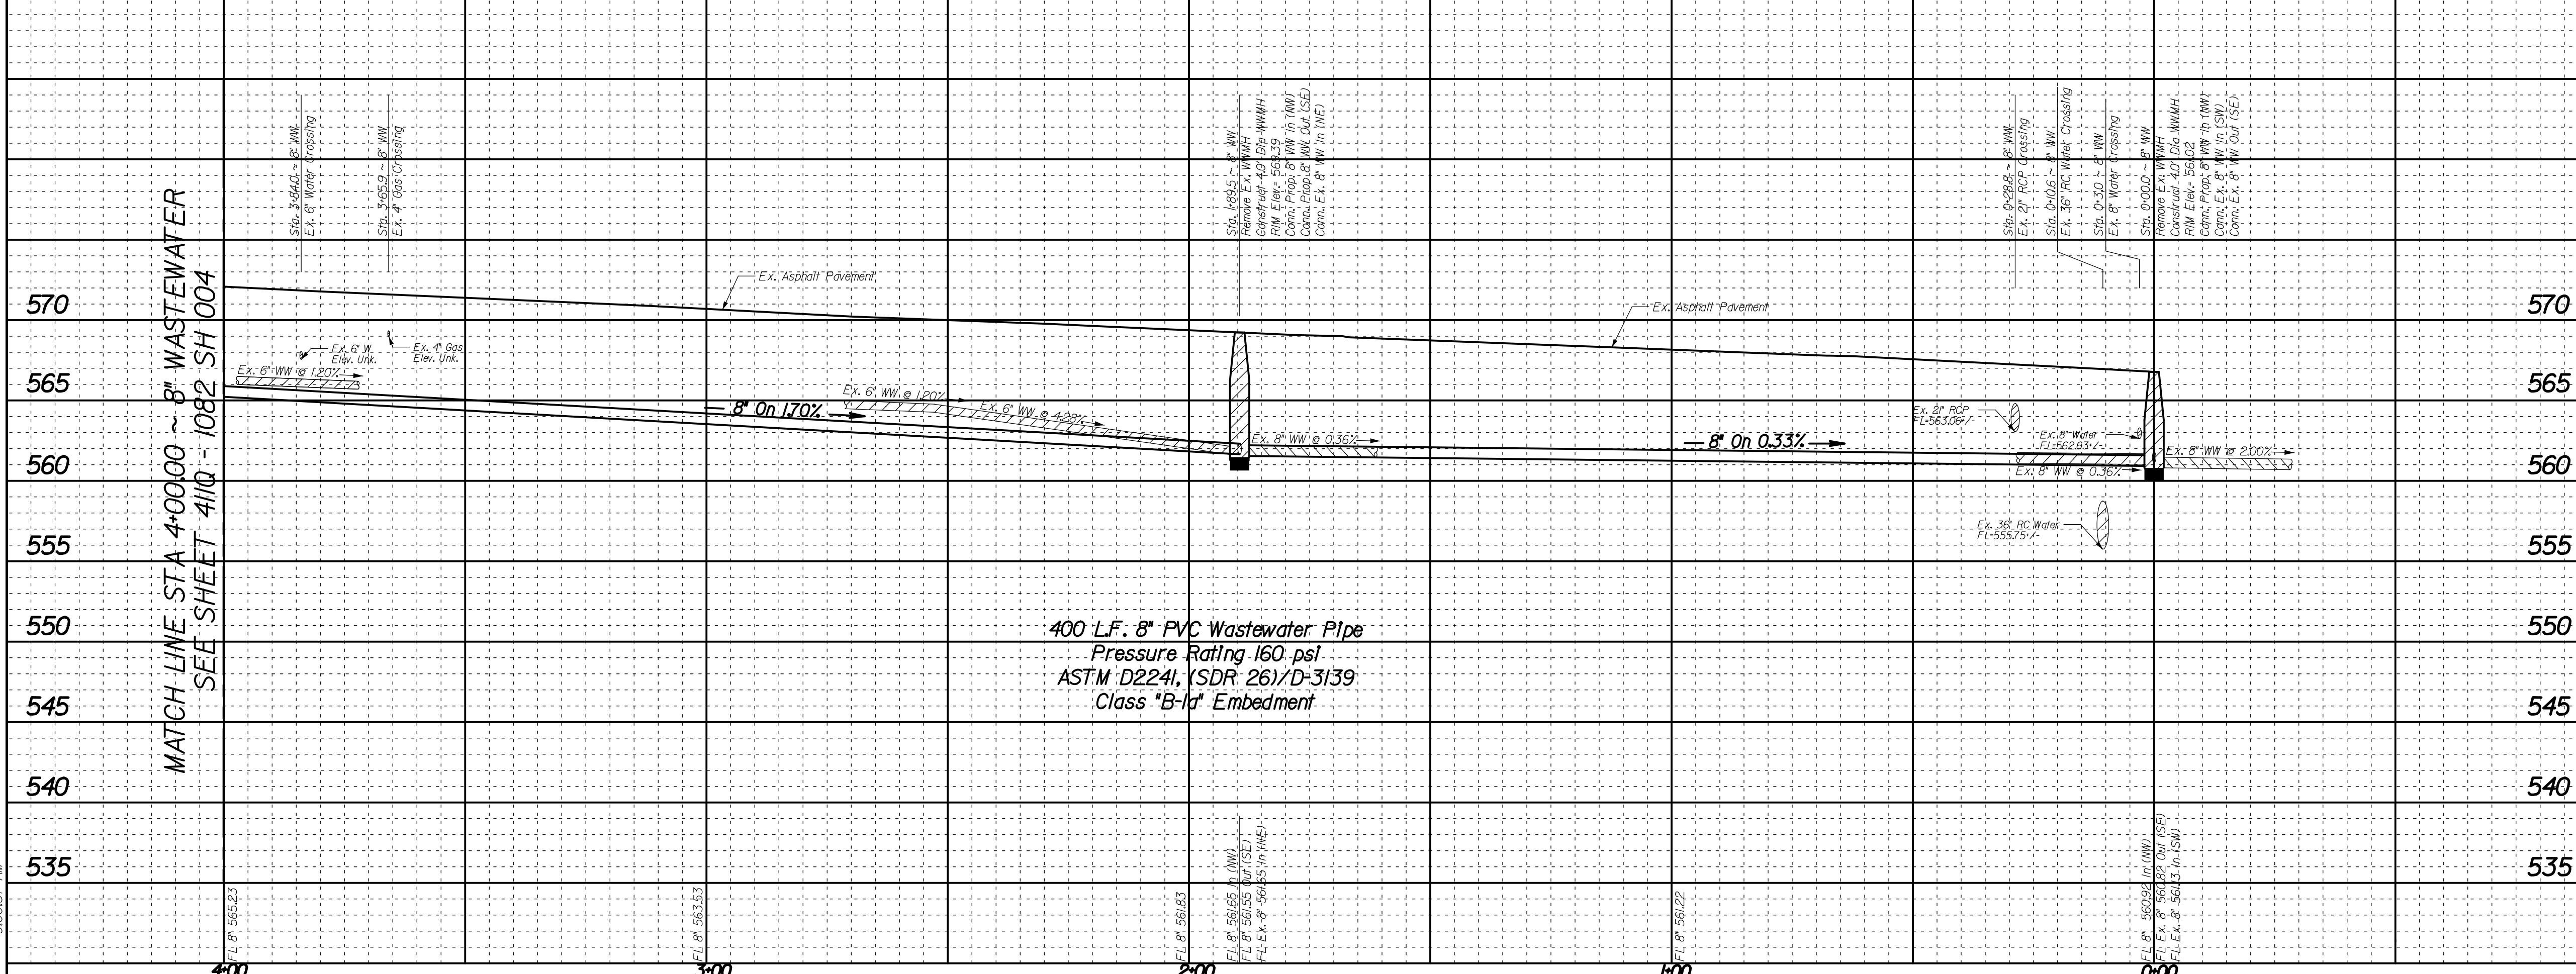 MATCH LINE STA 4+00.00 ~ 8" WASTEWATER
SEE SHEET 411Q - 1082 SH 004
Sta. 3+84.0 ~ 8" WW
Ex. 6" Water Crossing
Sta. 3+65.9 ~ 8" WW
Ex. 4" Gas Crossing
Sta. 1+89.5 ~ 8" WW
Remove Ex. WWMH
Construct 4.0' Dia WWMH
RIM Elev.= 569.39
Conn. Prop. 8" WW In (NW)
Conn. Prop. 8" WW Out (SE)
Conn. Ex. 8" WW In (NE)
Sta. 0+28.8 ~ 8" WW
Ex. 21" RCP Crossing
Sta. 0+10.6 ~ 8" WW
Ex. 36" RC Water Crossing
Sta. 0+3.0 ~ 8" WW
Ex. 8" Water Crossing
Sta. 0+00.0 ~ 8" WW
Remove Ex. WWMH
Construct 4.0' Dia WWMH
Conn. Prop. 8" WW In (NW)
Conn. Ex. 8" WW In (SW)
Conn. Ex. 8" WW Out (SE)
Ex. Asphalt Pavement
Ex. Asphalt Pavement
570
570
Ex. 6" W
Elev. Unk.
Ex. 4" Gas
Elev. Unk.
Ex. 6" WW @ 1.20%
565
565
Ex. 6" WW @ 1.20%
Ex. 6" WW @ 4.28%
8" On 1.70%
Ex. 21" RCP
FL=563.06+/-
Ex. 8" Water
FL=562.63+/-
Ex. 8" WW @ 0.36%
8" On 0.33%
Ex. 8" WW @ 2.00%
Ex. 8" WW @ 0.36%
560
560
Ex. 36" RC Water
FL=555.75+/-
555
555
550
550
400 L.F. 8" PVC Wastewater Pipe
Pressure Rating 160 psi
ASTM D2241, (SDR 26)/D-3139
Class "B-1a" Embedment
545
545
540
540
535
535
FL 8" 565.23
FL 8" 563.53
FL 8" 561.83
FL 8" 561.65 In (NW)
FL 8" 561.55 Out (SE)
FL Ex. 8" 561.65 In (NE)
FL 8" 561.22
FL 8" 560.92 In (NW)
FL Ex. 8" 560.82 Out (SE)
FL Ex. 8" 561.13 In (SW)
4+00
3+00
2+00
1+00
0+00